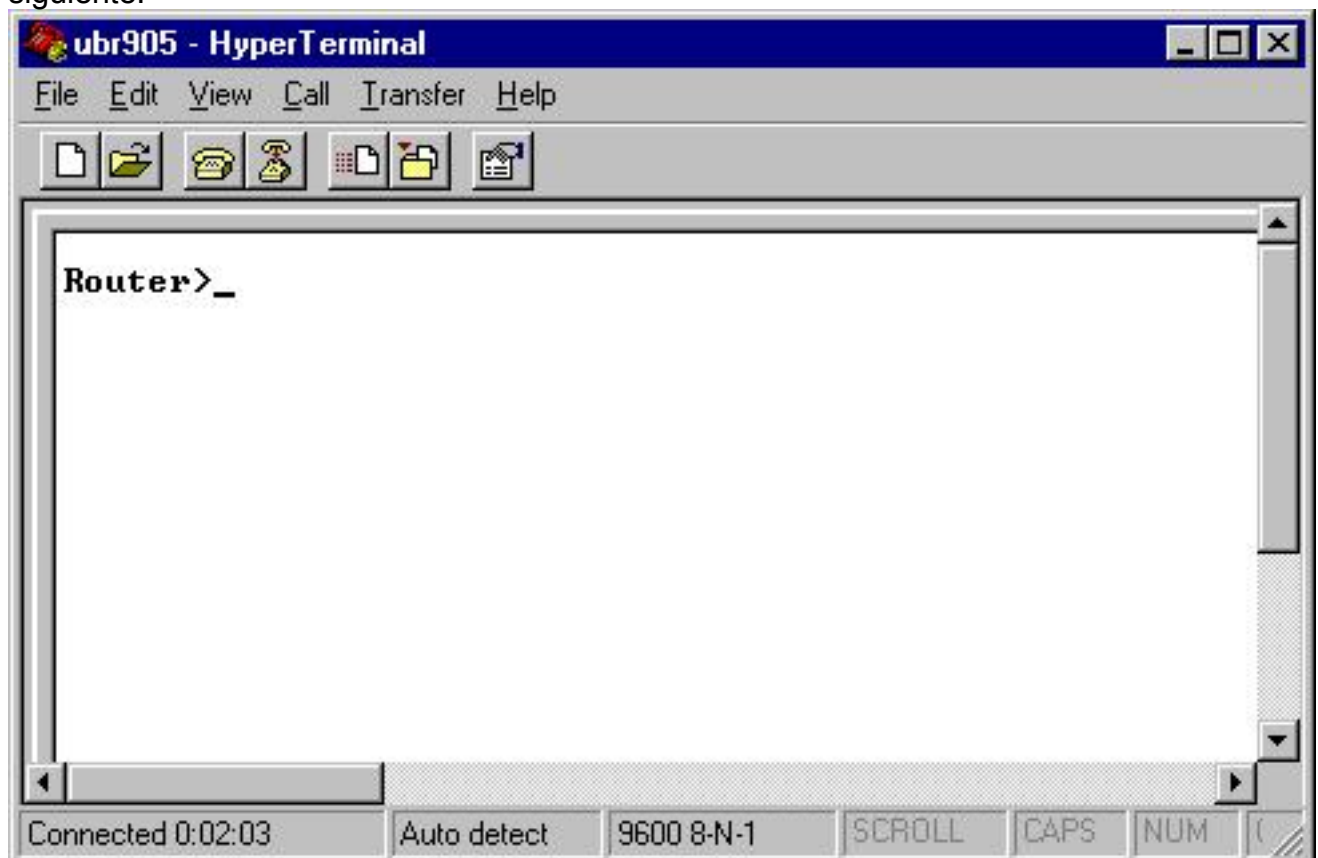 siguiente:
ubr905 - HyperTerminal
File Edit View Call Transfer Help
Router>_
Connected 0:02:03 Auto detect 9600 8-N-1 SCROLL CAPS NUM